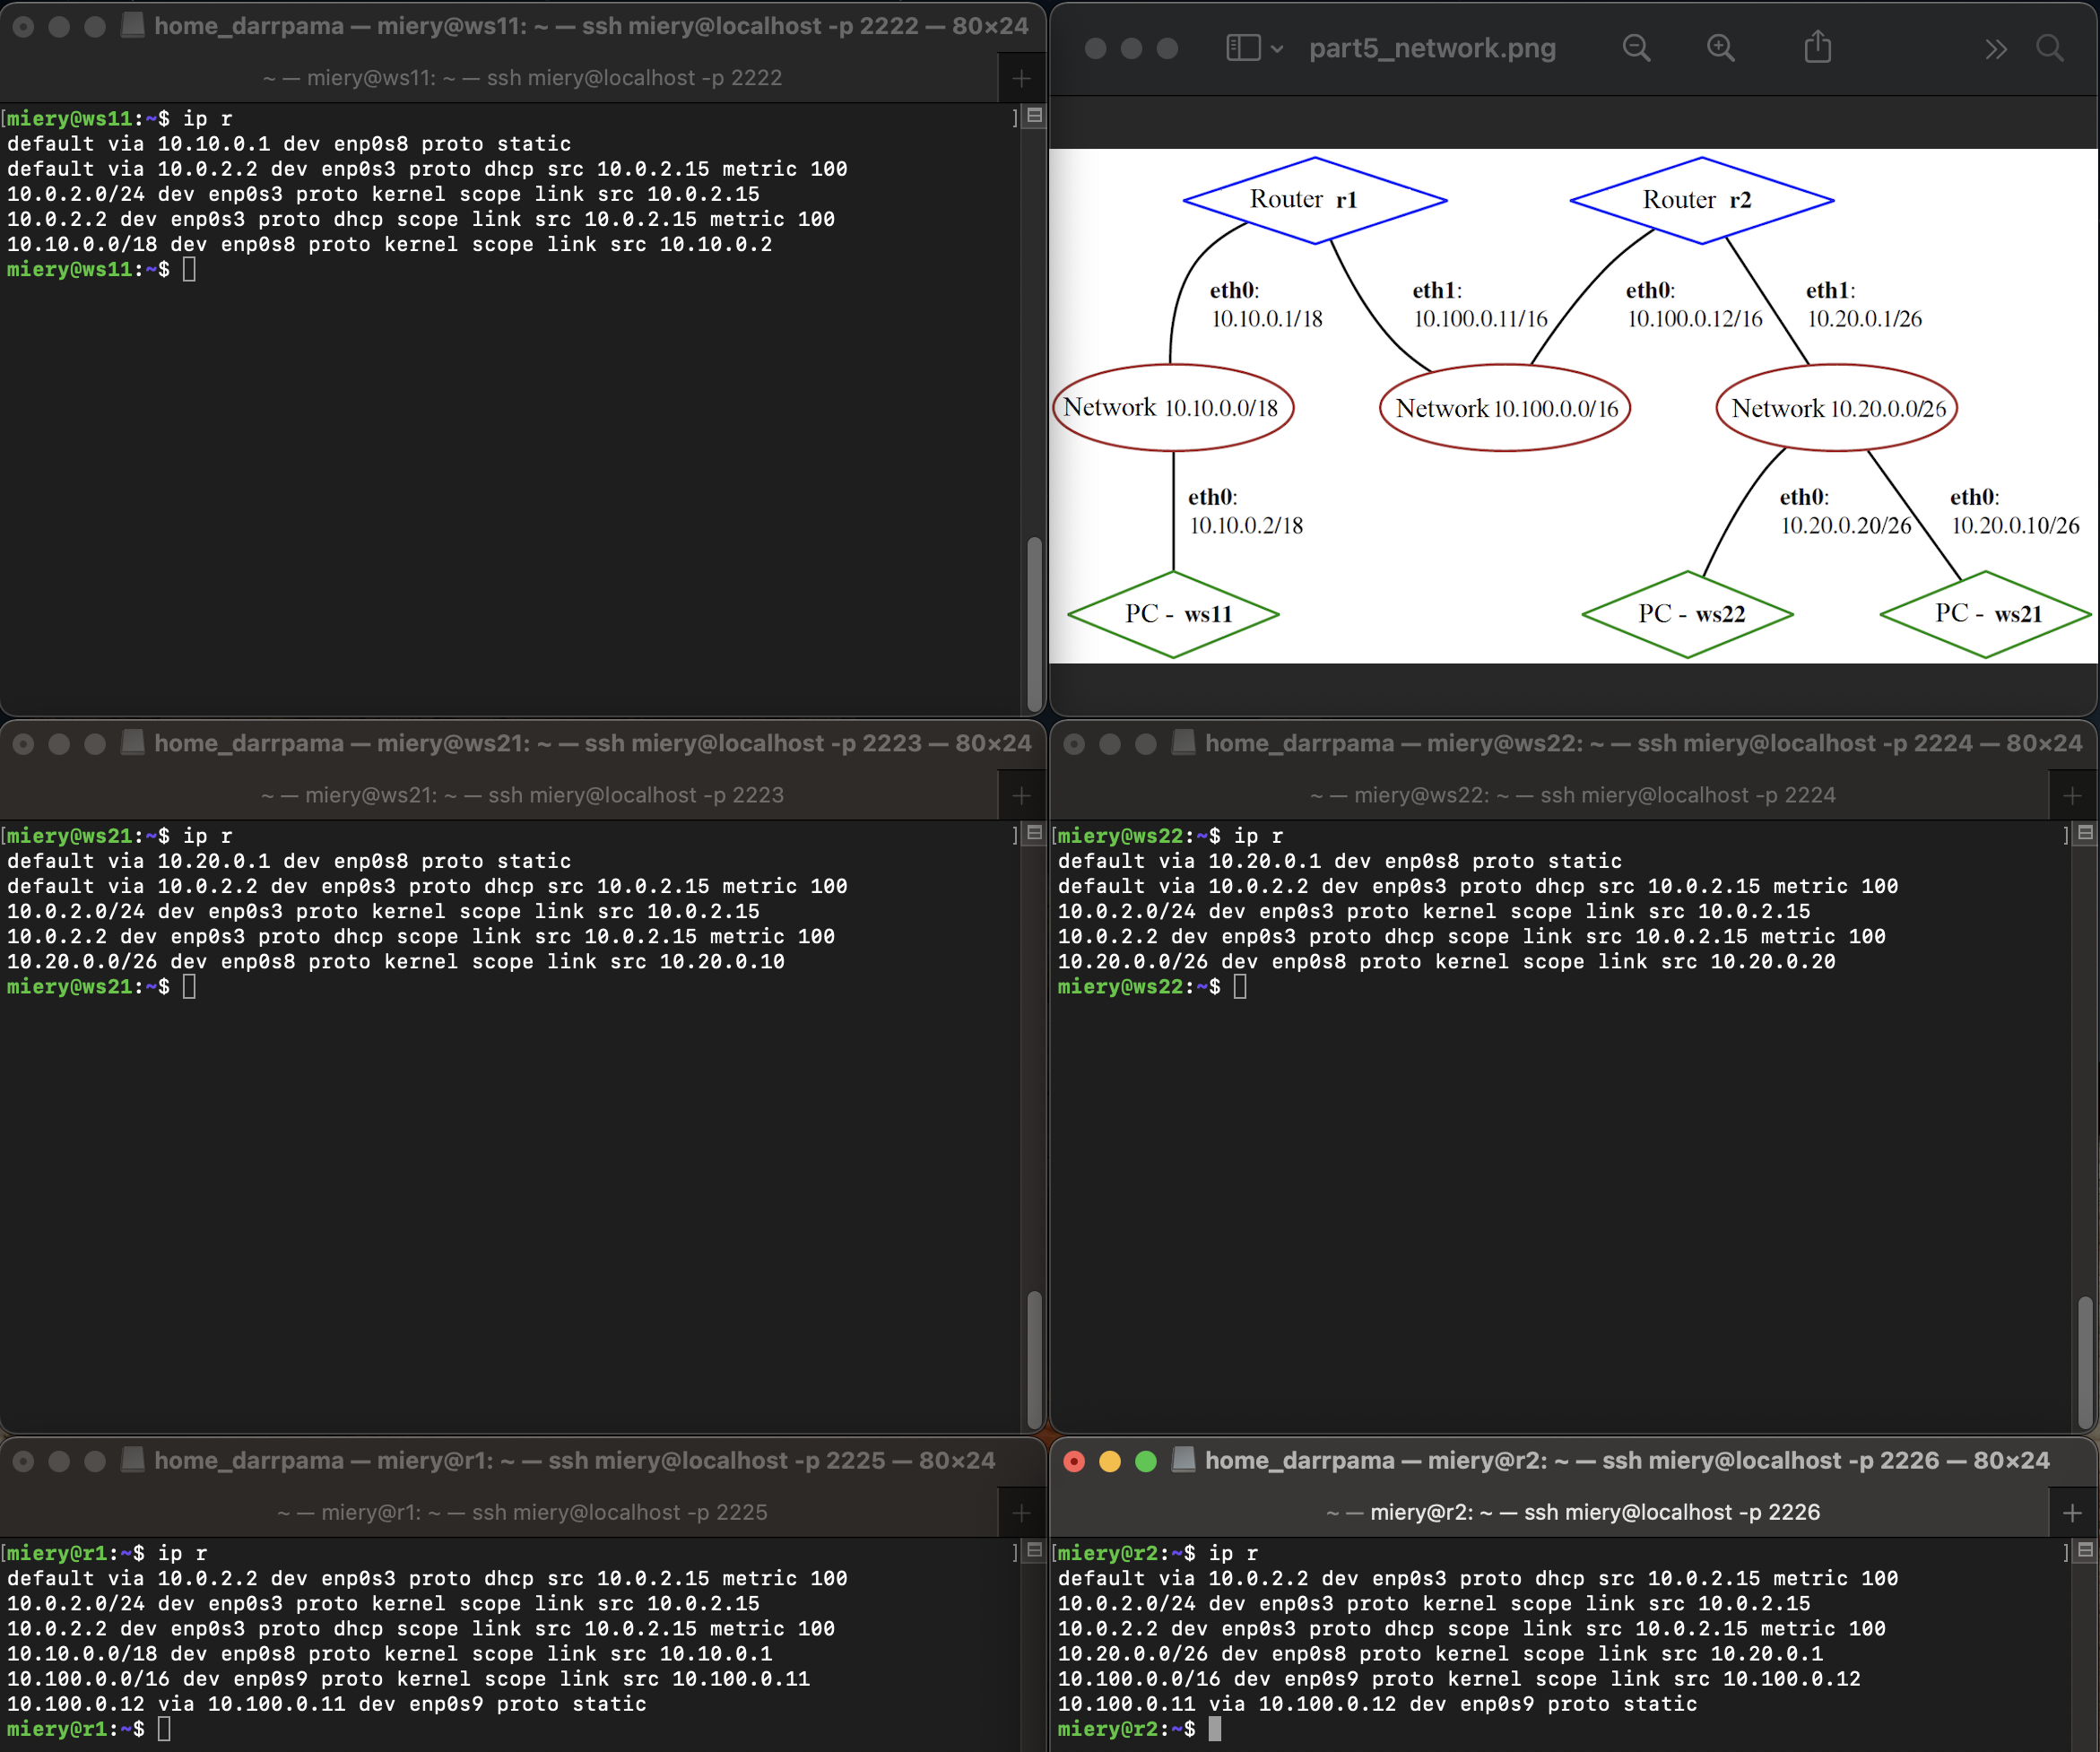 home_darrpama — miery@ws11: ~ — ssh miery@localhost -p 2222 — 80×24
~ — miery@ws11: ~ — ssh miery@localhost -p 2222
[miery@ws11:~$ ip r ]
default via 10.10.0.1 dev enp0s8 proto static
default via 10.0.2.2 dev enp0s3 proto dhcp src 10.0.2.15 metric 100
10.0.2.0/24 dev enp0s3 proto kernel scope link src 10.0.2.15
10.0.2.2 dev enp0s3 proto dhcp scope link src 10.0.2.15 metric 100
10.10.0.0/18 dev enp0s8 proto kernel scope link src 10.10.0.2
miery@ws11:~$
part5_network.png
Router r1
Router r2
eth0:
10.10.0.1/18
eth1:
10.100.0.11/16
eth0:
10.100.0.12/16
eth1:
10.20.0.1/26
Network 10.10.0.0/18
Network 10.100.0.0/16
Network 10.20.0.0/26
eth0:
10.10.0.2/18
eth0:
10.20.0.20/26
eth0:
10.20.0.10/26
PC - ws11
PC - ws22
PC - ws21
home_darrpama — miery@ws21: ~ — ssh miery@localhost -p 2223 — 80×24
~ — miery@ws21: ~ — ssh miery@localhost -p 2223
[miery@ws21:~$ ip r ]
default via 10.20.0.1 dev enp0s8 proto static
default via 10.0.2.2 dev enp0s3 proto dhcp src 10.0.2.15 metric 100
10.0.2.0/24 dev enp0s3 proto kernel scope link src 10.0.2.15
10.0.2.2 dev enp0s3 proto dhcp scope link src 10.0.2.15 metric 100
10.20.0.0/26 dev enp0s8 proto kernel scope link src 10.20.0.10
miery@ws21:~$
home_darrpama — miery@ws22: ~ — ssh miery@localhost -p 2224 — 80×24
~ — miery@ws22: ~ — ssh miery@localhost -p 2224
[miery@ws22:~$ ip r ]
default via 10.20.0.1 dev enp0s8 proto static
default via 10.0.2.2 dev enp0s3 proto dhcp src 10.0.2.15 metric 100
10.0.2.0/24 dev enp0s3 proto kernel scope link src 10.0.2.15
10.0.2.2 dev enp0s3 proto dhcp scope link src 10.0.2.15 metric 100
10.20.0.0/26 dev enp0s8 proto kernel scope link src 10.20.0.20
miery@ws22:~$
home_darrpama — miery@r1: ~ — ssh miery@localhost -p 2225 — 80×24
~ — miery@r1: ~ — ssh miery@localhost -p 2225
[miery@r1:~$ ip r ]
default via 10.0.2.2 dev enp0s3 proto dhcp src 10.0.2.15 metric 100
10.0.2.0/24 dev enp0s3 proto kernel scope link src 10.0.2.15
10.0.2.2 dev enp0s3 proto dhcp scope link src 10.0.2.15 metric 100
10.10.0.0/18 dev enp0s8 proto kernel scope link src 10.10.0.1
10.100.0.0/16 dev enp0s9 proto kernel scope link src 10.100.0.11
10.100.0.12 via 10.100.0.11 dev enp0s9 proto static
miery@r1:~$
home_darrpama — miery@r2: ~ — ssh miery@localhost -p 2226 — 80×24
~ — miery@r2: ~ — ssh miery@localhost -p 2226
[miery@r2:~$ ip r ]
default via 10.0.2.2 dev enp0s3 proto dhcp src 10.0.2.15 metric 100
10.0.2.0/24 dev enp0s3 proto kernel scope link src 10.0.2.15
10.0.2.2 dev enp0s3 proto dhcp scope link src 10.0.2.15 metric 100
10.20.0.0/26 dev enp0s8 proto kernel scope link src 10.20.0.1
10.100.0.0/16 dev enp0s9 proto kernel scope link src 10.100.0.12
10.100.0.11 via 10.100.0.12 dev enp0s9 proto static
miery@r2:~$